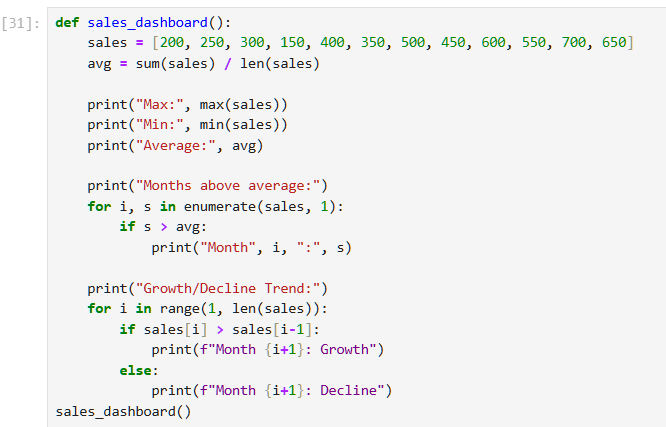 [31]: def sales_dashboard():
    sales = [200, 250, 300, 150, 400, 350, 500, 450, 600, 550, 700, 650]
    avg = sum(sales) / len(sales)

    print("Max:", max(sales))
    print("Min:", min(sales))
    print("Average:", avg)

    print("Months above average:")
    for i, s in enumerate(sales, 1):
        if s > avg:
            print("Month", i, ":", s)

    print("Growth/Decline Trend:")
    for i in range(1, len(sales)):
        if sales[i] > sales[i-1]:
            print(f"Month {i+1}: Growth")
        else:
            print(f"Month {i+1}: Decline")
sales_dashboard()